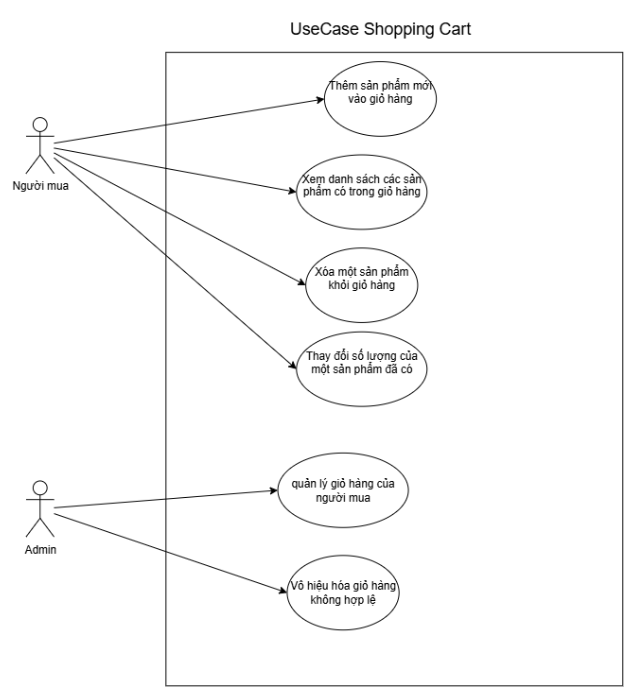 UseCase Shopping Cart
Thêm sản phẩm mới
vào giỏ hàng
Người mua
Xem danh sách các sản
phẩm có trong giỏ hàng
Xóa một sản phẩm
khỏi giỏ hàng
Thay đổi số lượng của
một sản phẩm đã có
quản lý giỏ hàng của
người mua
Admin
Vô hiệu hóa giỏ hàng
không hợp lệ